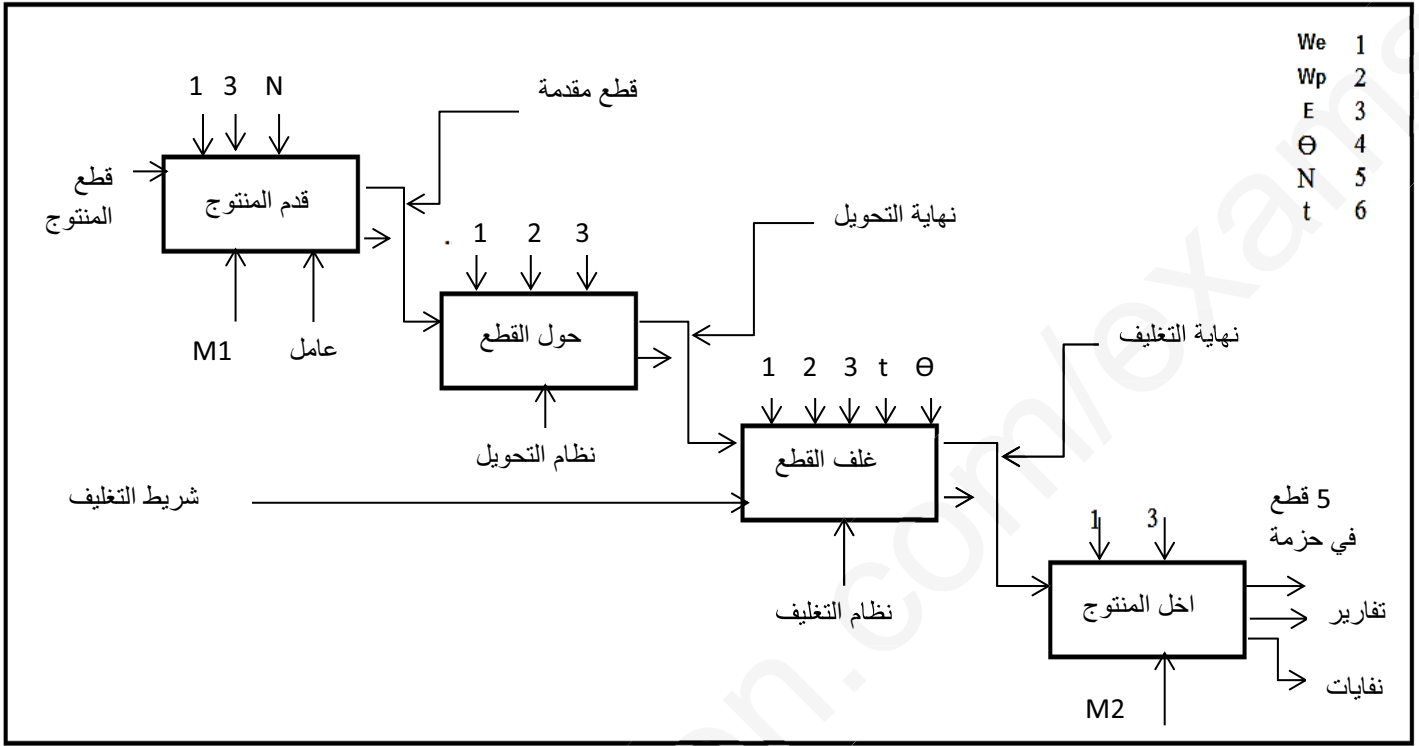 We 1
Wp 2
E 3
Ɵ 4
N 5
t 6
1 3 N
قطع مقدمة
قطع
المنتوج
قدم المنتوج
M1
عامل
نهاية التحويل
. 1 2 3
حول القطع
نظام التحويل
نهاية التغليف
1 2 3 t Ɵ
غلف القطع
شريط التغليف
نظام التغليف
1 3
5 قطع
في حزمة
اخل المنتوج
تقارير
نفايات
M2